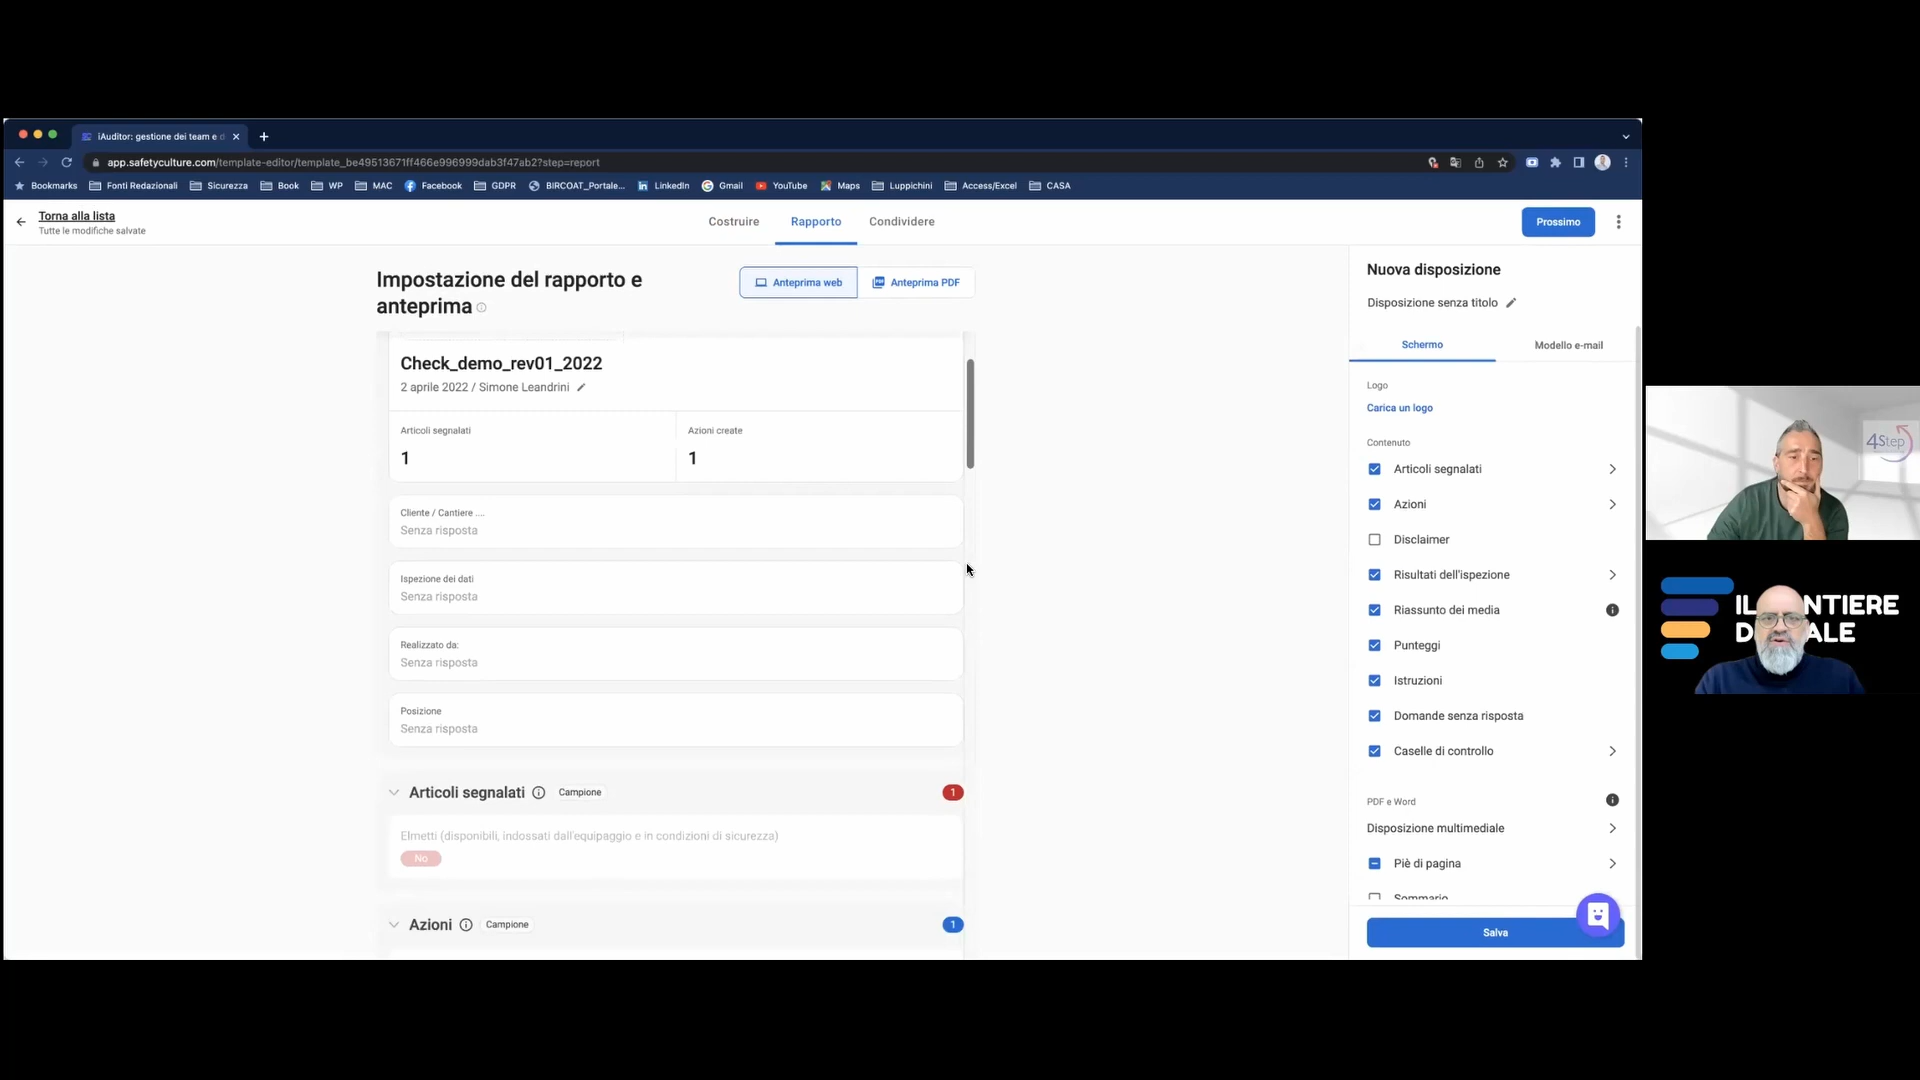 iAuditor: gestione dei team e d
app.safetyculture.com/template-editor/template_be49513671ff466e996999dab3f47ab2?step=report
Bookmarks Fonti Redazionali Sicurezza Book WP MAC Facebook GDPR BIRCOAT_Portale... LinkedIn Gmail YouTube Maps Luppichini Access/Excel CASA
Torna alla lista
Tutte le modifiche salvate
Costruire Rapporto Condividere
Prossimo
Impostazione del rapporto e
anteprima
Anteprima web Anteprima PDF
Check_demo_rev01_2022
2 aprile 2022 / Simone Leandrini
Articoli segnalati Azioni create
1 1
Cliente / Cantiere ....
Senza risposta
Ispezione dei dati
Senza risposta
Realizzato da:
Senza risposta
Posizione
Senza risposta
Articoli segnalati Campione 1
Elmetti (disponibili, indossati dall'equipaggio e in condizioni di sicurezza)
No
Azioni Campione 1
Nuova disposizione
Disposizione senza titolo
Schermo Modello e-mail
Logo
Carica un logo
Contenuto
Articoli segnalati
Azioni
Disclaimer
Risultati dell'ispezione
Riassunto dei media
Punteggi
Istruzioni
Domande senza risposta
Caselle di controllo
PDF e Word
Disposizione multimediale
Piè di pagina
Sommario
Salva
4Step
IL NTIERE
D ALE